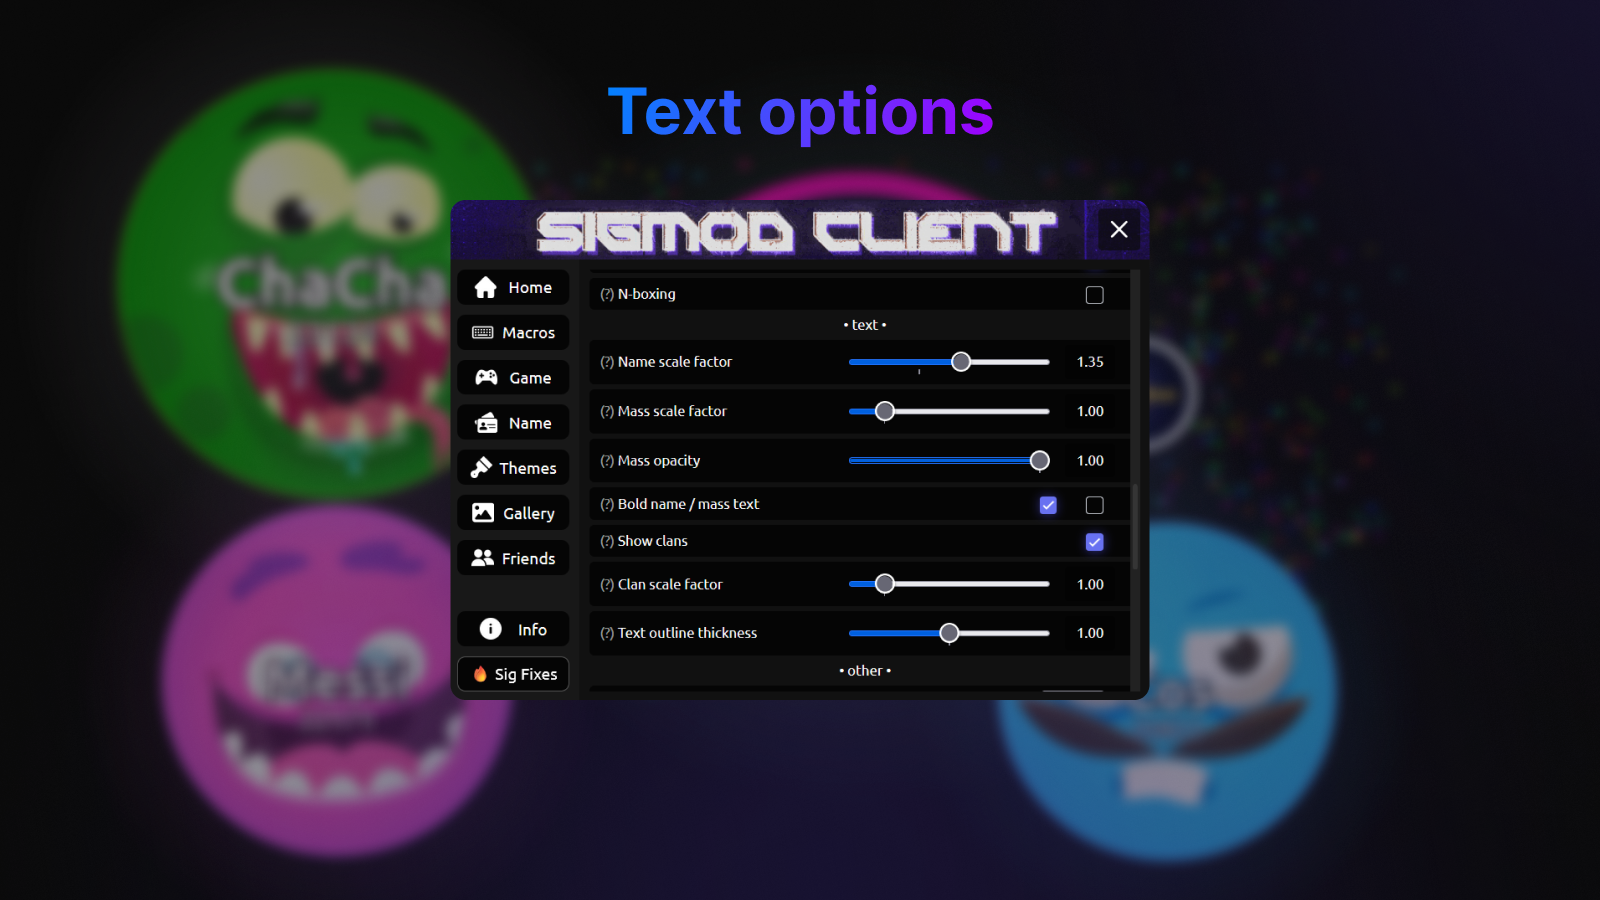 Text options
SIGMOD CLIENT
Home
Macros
Game
Name
Themes
Gallery
Friends
Info
Sig Fixes
(?) N-boxing
• text •
(?) Name scale factor 1.35
(?) Mass scale factor 1.00
(?) Mass opacity 1.00
(?) Bold name / mass text
(?) Show clans
(?) Clan scale factor 1.00
(?) Text outline thickness 1.00
• other •
ChaCha